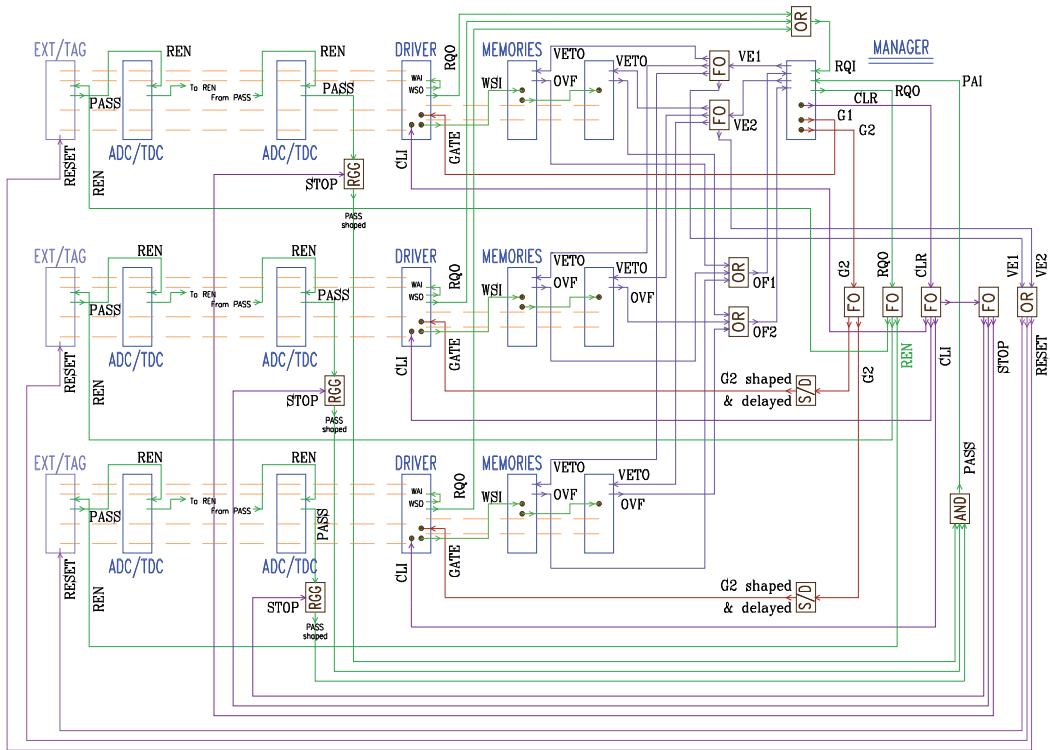 OR
EXT/TAG
REN
REN
DRIVER
MEMORIES
MANAGER
RQO
VETO
VETO
FO
VE1
RQI
WAI
WSO
WSI
OVF
OVF
PASS
To REN
From PASS
PASS
PAI
RQO
CLR
G1
G2
FO
VE2
ADC/TDC
ADC/TDC
CLI
GATE
RESET
REN
STOP
RGG
PASS
shaped
EXT/TAG
REN
REN
DRIVER
MEMORIES
RQO
VETO
VETO
WAI
WSO
WSI
OVF
OVF
PASS
To REN
From PASS
PASS
OR
OF1
OR
OF2
G2
RQO
CLR
VE1
VE2
FO
FO
FO
FO
OR
ADC/TDC
ADC/TDC
CLI
GATE
RESET
REN
G2
REN
CLI
STOP
RESET
STOP
RGG
PASS
shaped
G2 shaped
& delayed
S/D
EXT/TAG
REN
REN
DRIVER
MEMORIES
RQO
VETO
VETO
WAI
WSO
WSI
OVF
OVF
PASS
To REN
From PASS
PASS
PASS
AND
ADC/TDC
ADC/TDC
CLI
GATE
RESET
REN
STOP
RGG
PASS
shaped
G2 shaped
& delayed
S/D